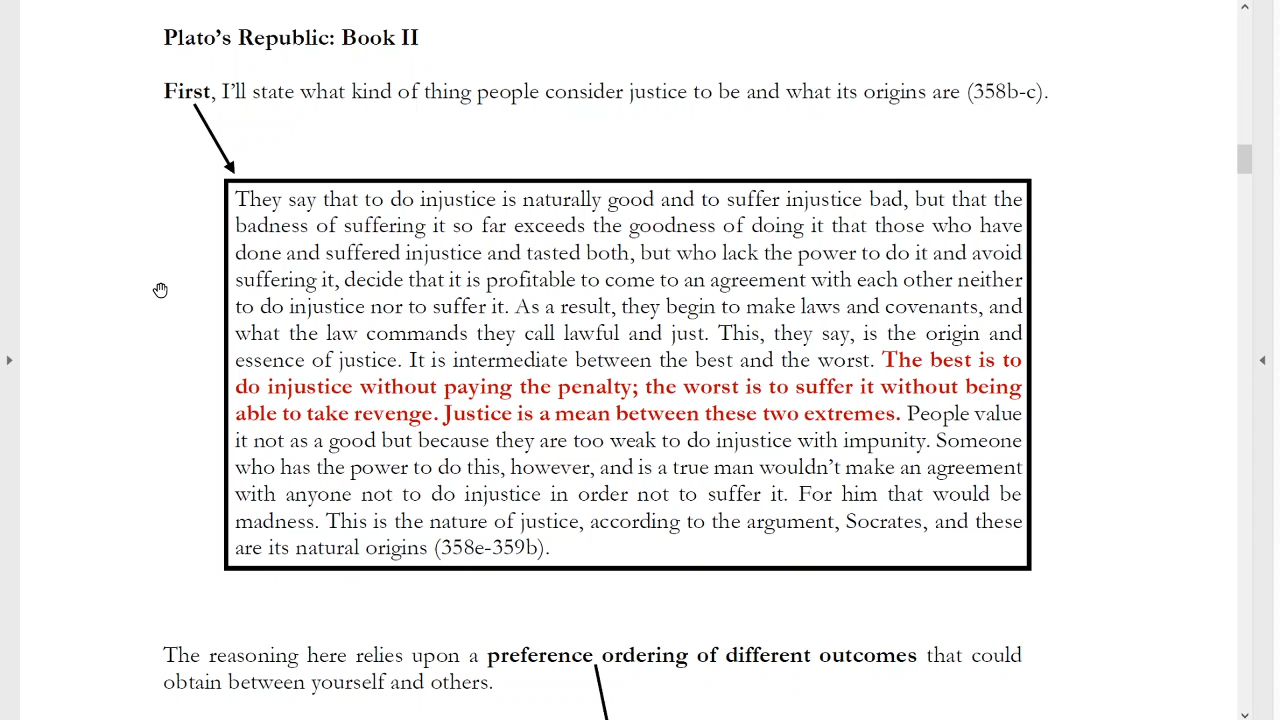 Plato’s Republic: Book II
First, I’ll state what kind of thing people consider justice to be and what its origins are (358b-c).
They say that to do injustice is naturally good and to suffer injustice bad, but that the
badness of suffering it so far exceeds the goodness of doing it that those who have
done and suffered injustice and tasted both, but who lack the power to do it and avoid
suffering it, decide that it is profitable to come to an agreement with each other neither
to do injustice nor to suffer it. As a result, they begin to make laws and covenants, and
what the law commands they call lawful and just. This, they say, is the origin and
essence of justice. It is intermediate between the best and the worst. The best is to
do injustice without paying the penalty; the worst is to suffer it without being
able to take revenge. Justice is a mean between these two extremes. People value
it not as a good but because they are too weak to do injustice with impunity. Someone
who has the power to do this, however, and is a true man wouldn’t make an agreement
with anyone not to do injustice in order not to suffer it. For him that would be
madness. This is the nature of justice, according to the argument, Socrates, and these
are its natural origins (358e-359b).
The reasoning here relies upon a preference ordering of different outcomes that could
obtain between yourself and others.